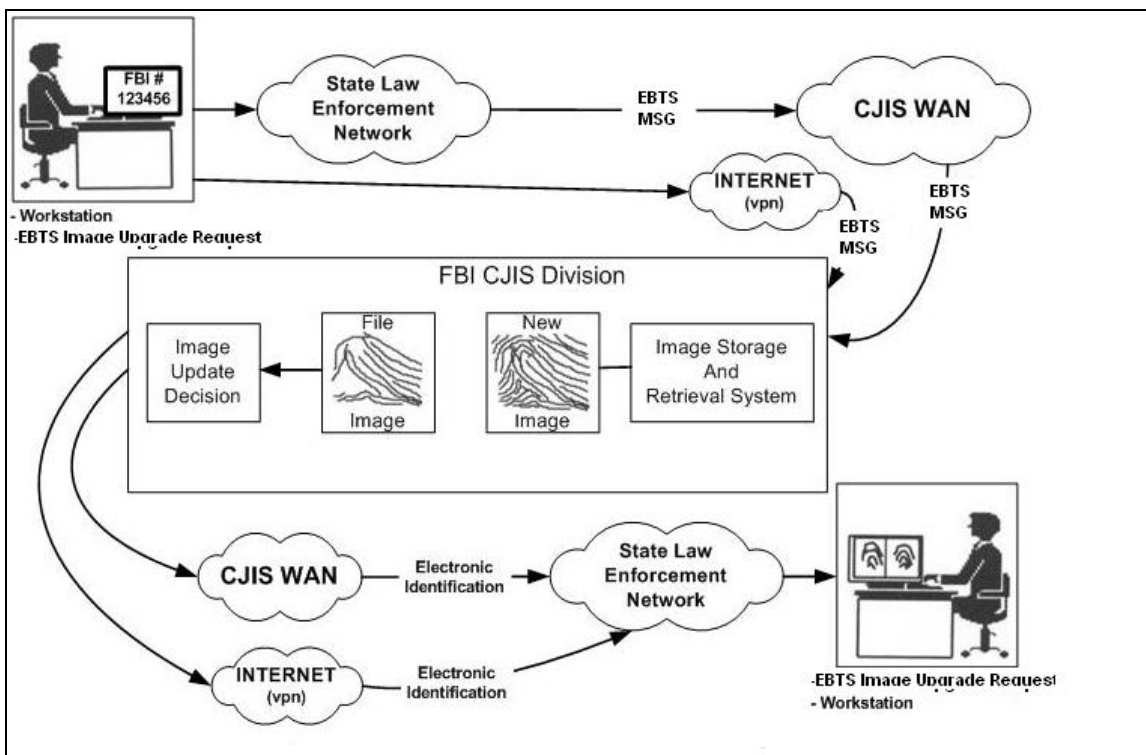 FBI #
123456
State Law
Enforcement
Network
EBTS
MSG
CJIS WAN
INTERNET
(vpn)
EBTS
MSG
EBTS
MSG
- Workstation
-EBTS Image Upgrade Request
FBI CJIS Division
Image
Update
Decision
File
Image
New
Image
Image Storage
And
Retrieval System
CJIS WAN
Electronic
Identification
State Law
Enforcement
Network
INTERNET
(vpn)
Electronic
Identification
-EBTS Image Upgrade Request
- Workstation